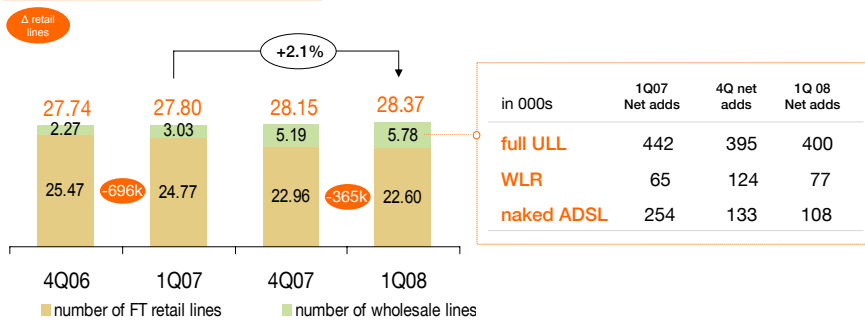 Δ retail
lines
+2.1%
27.74
27.80
28.15
28.37
2.27
3.03
5.19
5.78
25.47
-696k
24.77
22.96
-365k
22.60
4Q06
1Q07
4Q07
1Q08
number of FT retail lines
number of wholesale lines
in 000s
1Q07
Net adds
4Q net
adds
1Q 08
Net adds
full ULL 442 395 400
WLR 65 124 77
naked ADSL 254 133 108